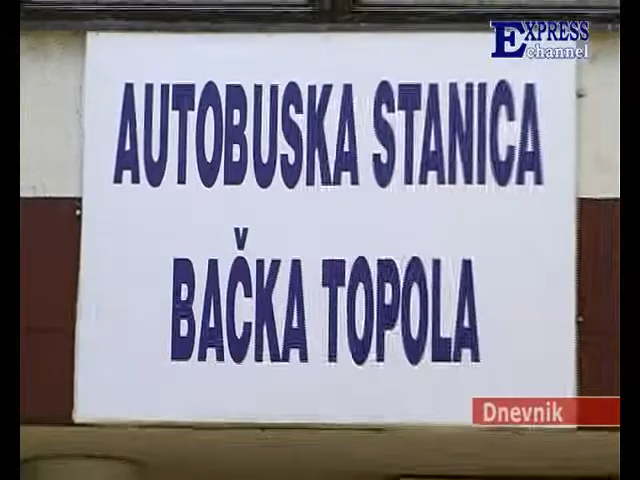 EXPRESS
channel
AUTOBUSKA STANICA
BAČKA TOPOLA
Dnevnik